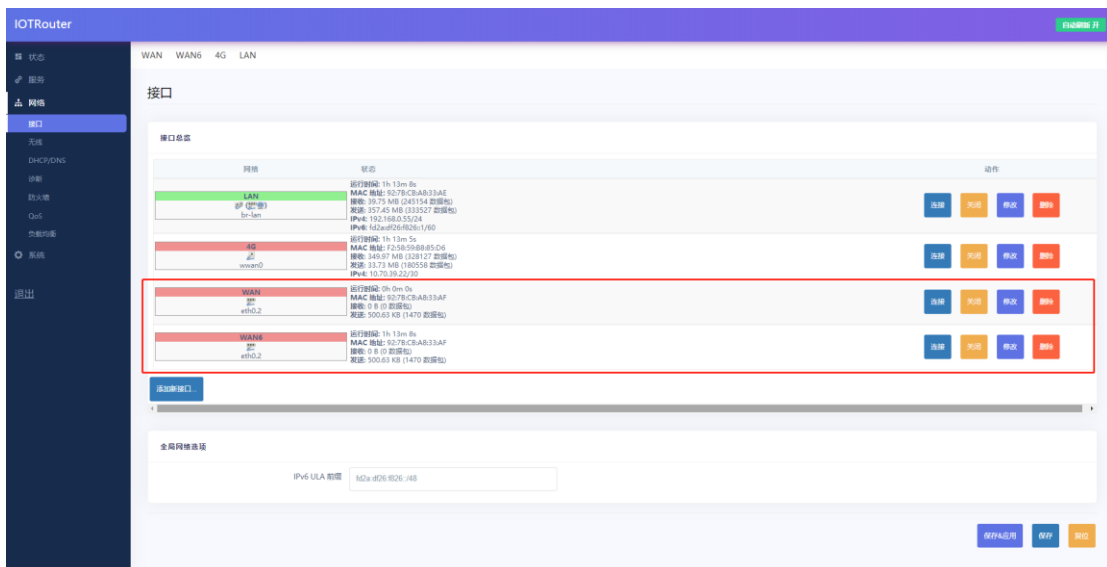 IOTRouter
自动刷新 开
状态
服务
网络
接口
无线
DHCP/DNS
诊断
防火墙
QoS
负载均衡
系统
退出
WAN WAN6 4G LAN
接口
接口总览
网络 状态 动作
LAN
br-lan
运行时间: 1h 13m 8s
MAC 地址: 92:7B:CB:A8:33:AE
接收: 39.75 MB (245154 数据包)
发送: 357.45 MB (333527 数据包)
IPv4: 192.168.0.55/24
IPv6: fd2a:df26:f826::1/60
连接 关闭 修改 删除
4G
wwan0
运行时间: 1h 13m 5s
MAC 地址: F2:58:59:88:85:D6
接收: 349.97 MB (328127 数据包)
发送: 33.73 MB (180558 数据包)
IPv4: 10.70.39.22/30
连接 关闭 修改 删除
WAN
eth0.2
运行时间: 0h 0m 0s
MAC 地址: 92:7B:CB:A8:33:AF
接收: 0 B (0 数据包)
发送: 500.63 KB (1470 数据包)
连接 关闭 修改 删除
WAN6
eth0.2
运行时间: 1h 13m 8s
MAC 地址: 92:7B:CB:A8:33:AF
接收: 0 B (0 数据包)
发送: 500.63 KB (1470 数据包)
连接 关闭 修改 删除
添加新接口...
全局网络选项
IPv6 ULA 前缀 fd2a:df26:f826::/48
保存&应用 保存 复位